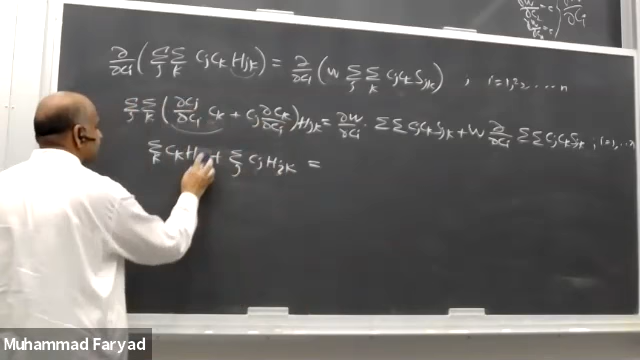 ∂/∂Ci (Σj Σk Cj Ck Hjk) = ∂/∂Ci (W Σj Σk Cj Ck Sjk) , i=1,2...n
Σj Σk (∂Cj/∂Ci Ck + Cj ∂Ck/∂Ci) Hjk = ∂W/∂Ci · ΣΣ Cj Ck Sjk + W ∂/∂Ci ΣΣ Cj Ck Sjk , i=1,...
Σk Ck H + Σj Cj Hjk =
Muhammad Faryad